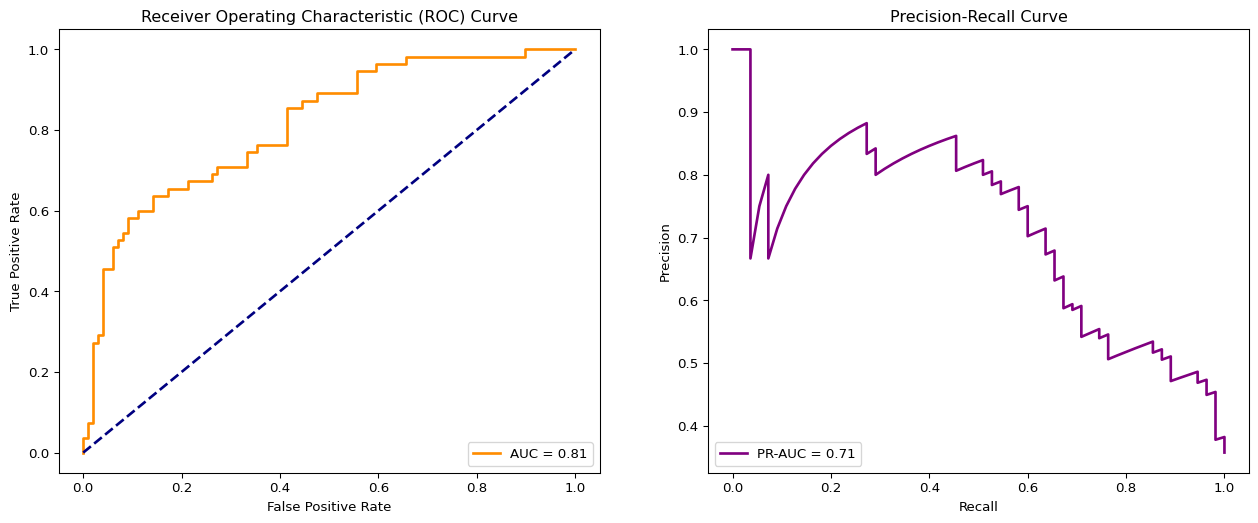 Receiver Operating Characteristic (ROC) Curve
True Positive Rate
1.0
0.8
0.6
0.4
0.2
0.0
0.0 0.2 0.4 0.6 0.8 1.0
False Positive Rate
AUC = 0.81
Precision-Recall Curve
Precision
1.0
0.9
0.8
0.7
0.6
0.5
0.4
0.0 0.2 0.4 0.6 0.8 1.0
Recall
PR-AUC = 0.71